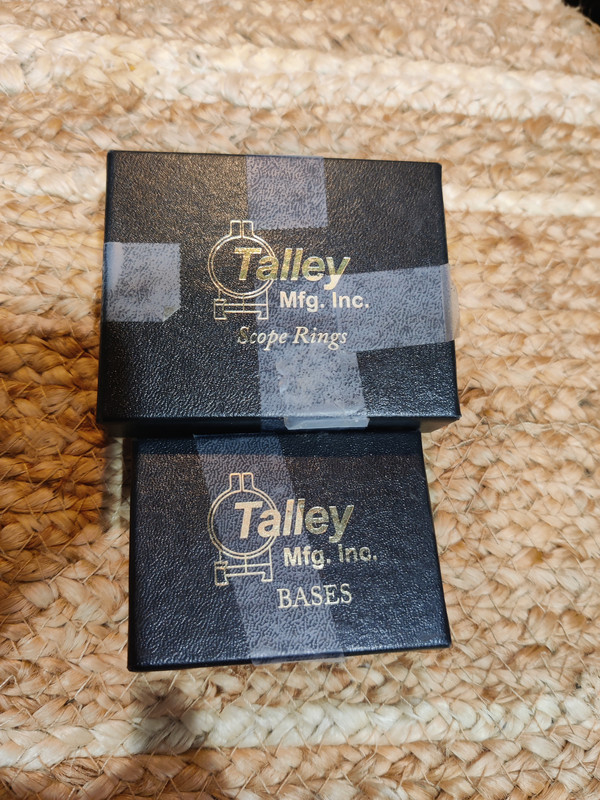 Talley
Mfg. Inc.
Scope Rings
Talley
Mfg. Inc.
BASES